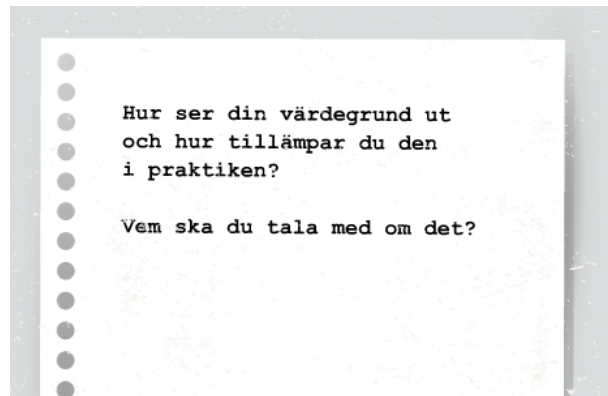 Hur ser din värdegrund ut
och hur tillämpar du den
i praktiken?
Vem ska du tala med om det?